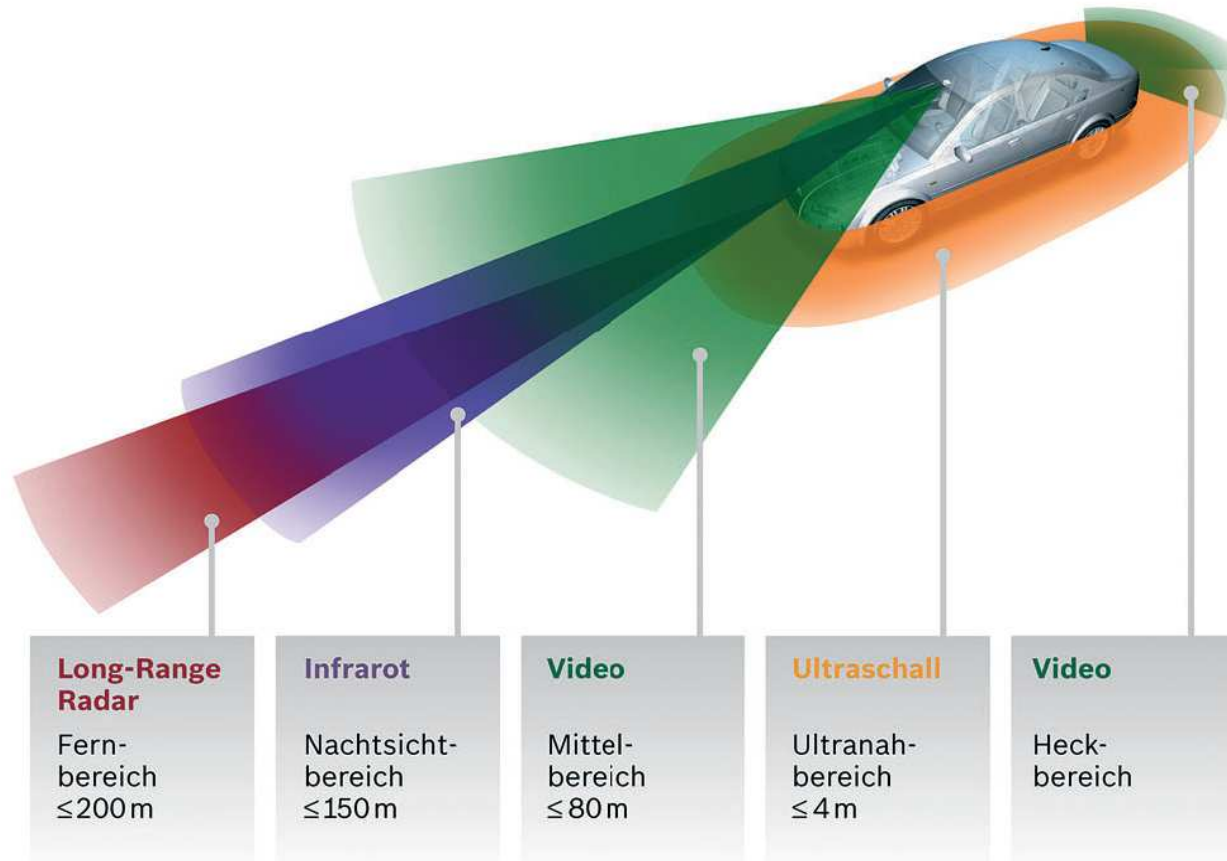 Long-Range
Radar
Fern-
bereich
≤200 m
Infrarot
Nachtsicht-
bereich
≤150 m
Video
Mittel-
bereich
≤80 m
Ultraschall
Ultranah-
bereich
≤4 m
Video
Heck-
bereich